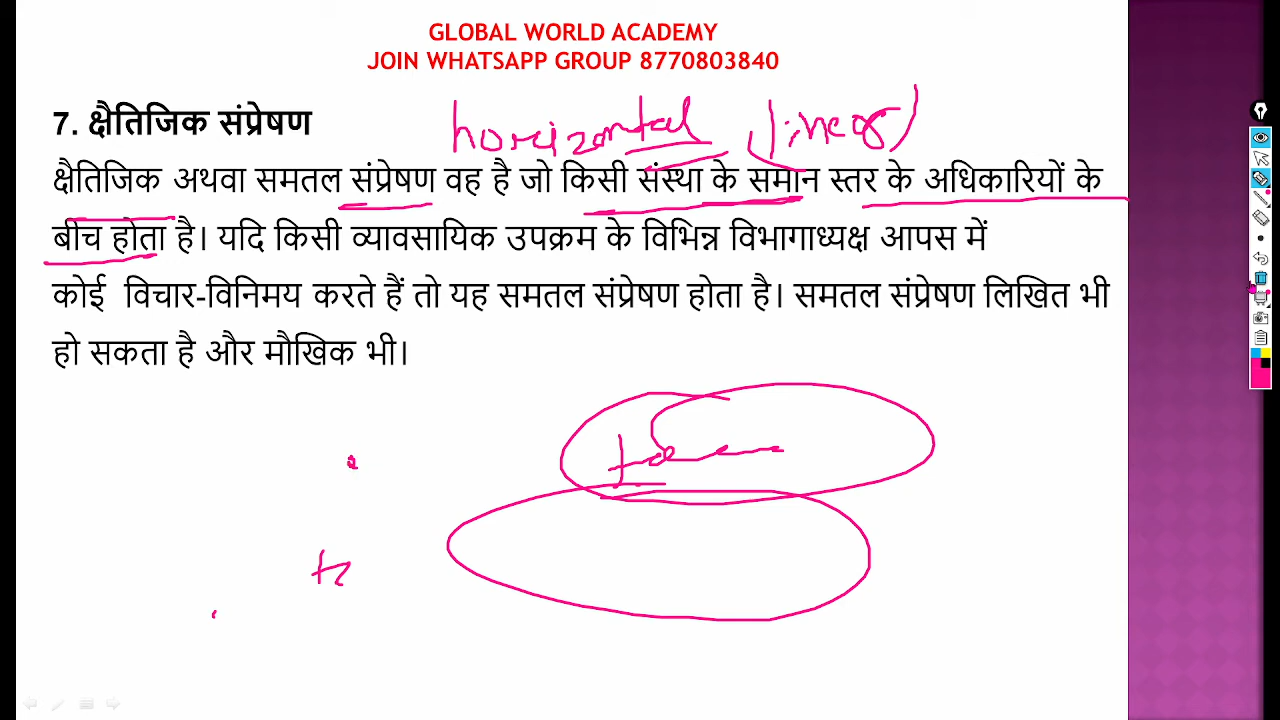 GLOBAL WORLD ACADEMY
JOIN WHATSAPP GROUP 8770803840
7. क्षैतिजिक संप्रेषण
horizontal (linear)
क्षैतिजिक अथवा समतल संप्रेषण वह है जो किसी संस्था के समान स्तर के अधिकारियों के
बीच होता है। यदि किसी व्यावसायिक उपक्रम के विभिन्न विभागाध्यक्ष आपस में
कोई विचार-विनिमय करते हैं तो यह समतल संप्रेषण होता है। समतल संप्रेषण लिखित भी
हो सकता है और मौखिक भी।